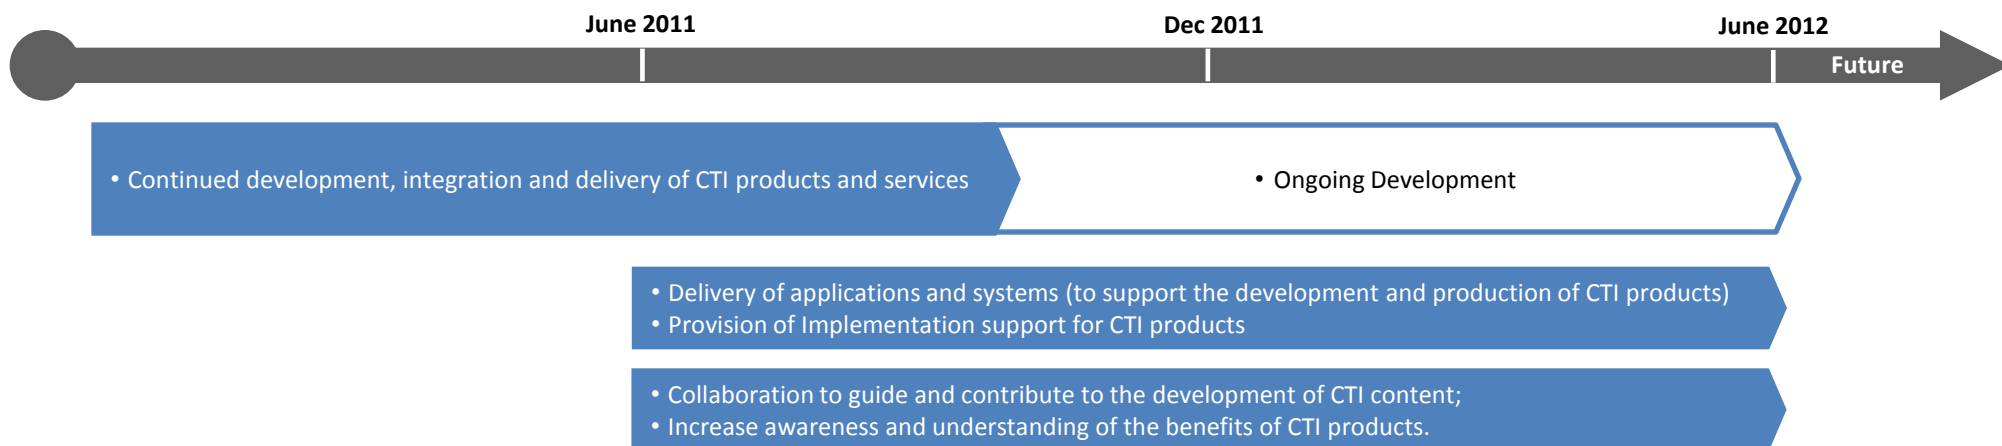 June 2011
Dec 2011
June 2012
Future
• Continued development, integration and delivery of CTI products and services
• Ongoing Development
• Delivery of applications and systems (to support the development and production of CTI products)
• Provision of Implementation support for CTI products
• Collaboration to guide and contribute to the development of CTI content;
• Increase awareness and understanding of the benefits of CTI products.